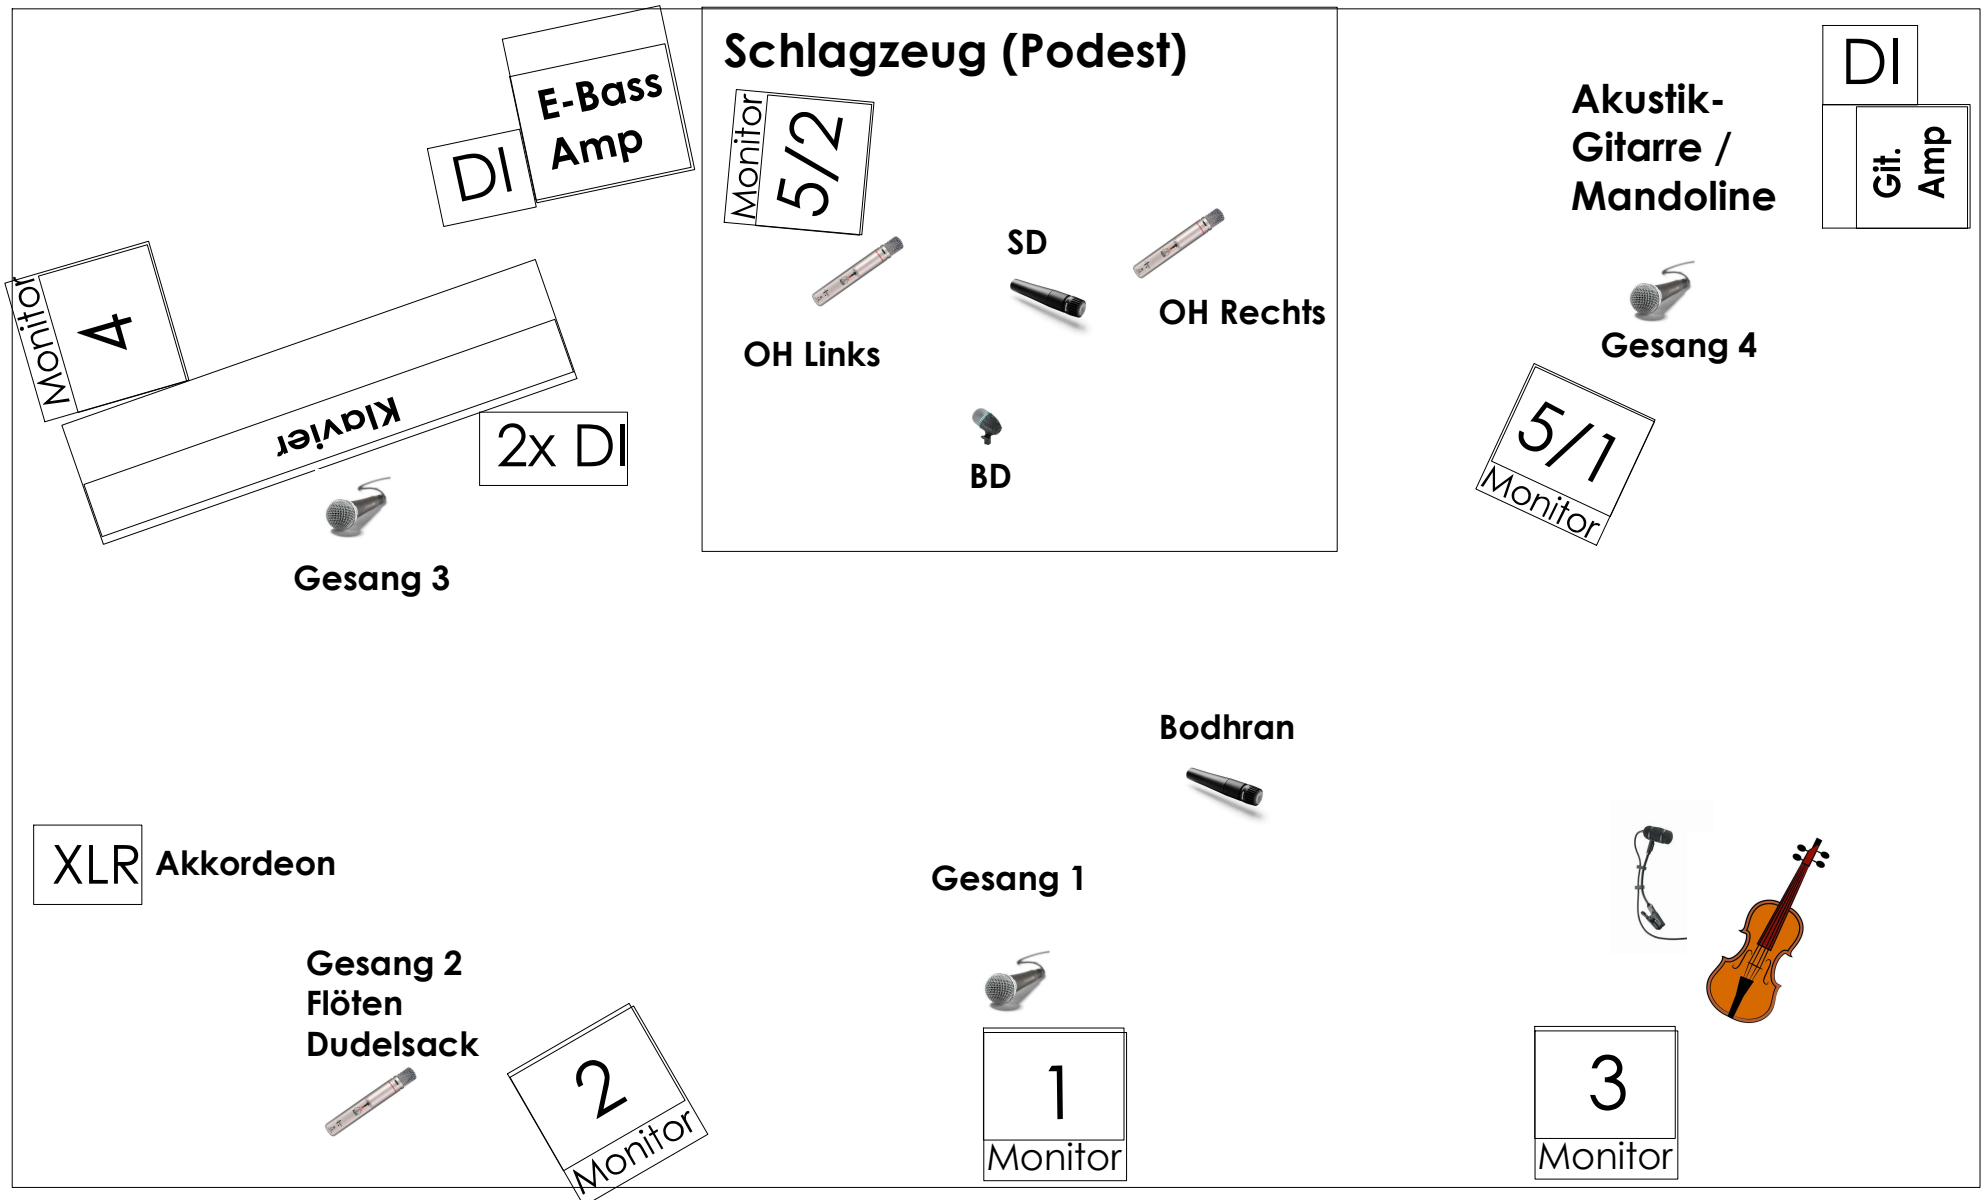 Schlagzeug (Podest)
E-Bass
Amp
DI
Monitor
5/2
SD
OH Rechts
OH Links
BD
Akustik-
Gitarre /
Mandoline
DI
Git.
Amp
Gesang 4
5/1
Monitor
Monitor
4
Klavier
2x DI
Gesang 3
Bodhran
XLR
Akkordeon
Gesang 1
Gesang 2
Flöten
Dudelsack
2
Monitor
1
Monitor
3
Monitor